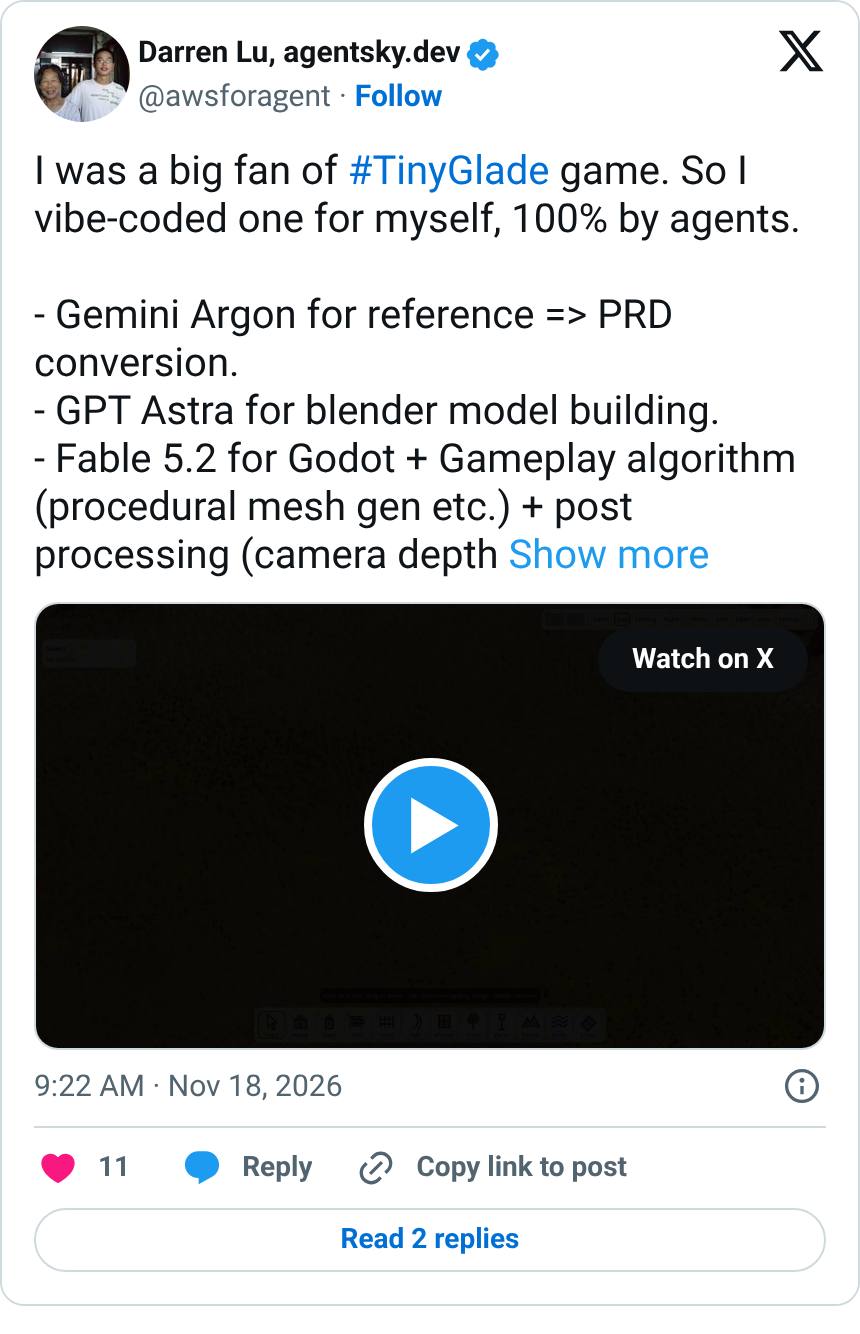 Darren Lu, agentsky.dev
@awsforagent · Follow
I was a big fan of #TinyGlade game. So I
vibe-coded one for myself, 100% by agents.
- Gemini Argon for reference => PRD
conversion.
- GPT Astra for blender model building.
- Fable 5.2 for Godot + Gameplay algorithm
(procedural mesh gen etc.) + post
processing (camera depth Show more
Watch on X
9:22 AM · Nov 18, 2026
11 Reply Copy link to post
Read 2 replies